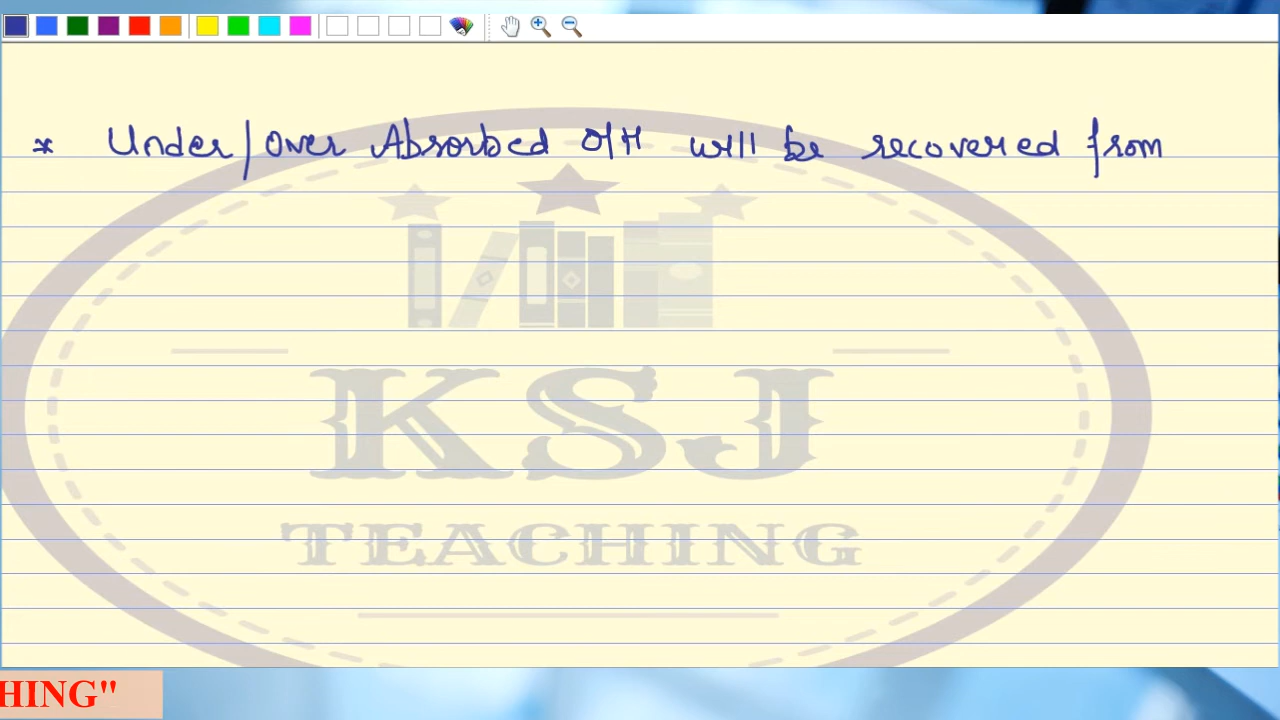 * Under/Over Absorbed O/H will be recovered from
KSJ
TEACHING
HING"